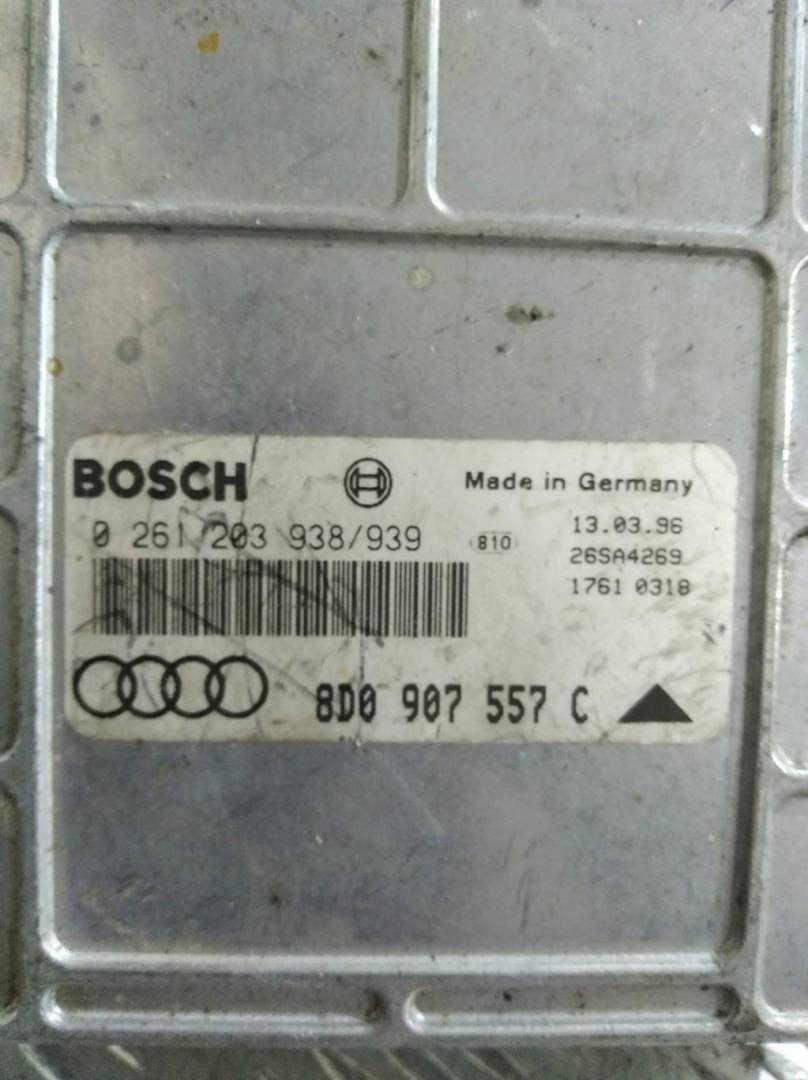 BOSCH Made in Germany
0 261 203 938/939 810 13.03.96
26SA4269
1761 0318
8D0 907 557 C